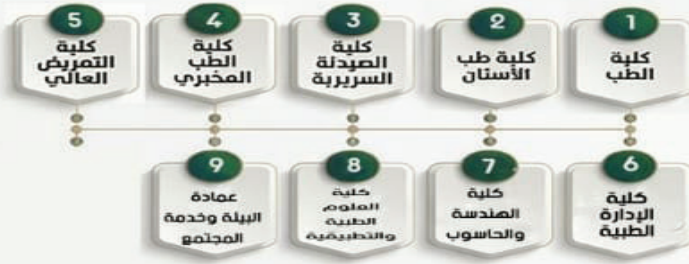 1
كلية
الطب
2
كلية طب
الأسنان
3
كلية
الصيدلة
السريرية
4
كلية
الطب
المخبري
5
كلية
التمريض
العالي
6
كلية
الإدارة
الطبية
7
كلية
الهندسة
والحاسوب
8
كلية
العلوم
الطبية
والتطبيقية
9
عمادة
البيئة وخدمة
المجتمع